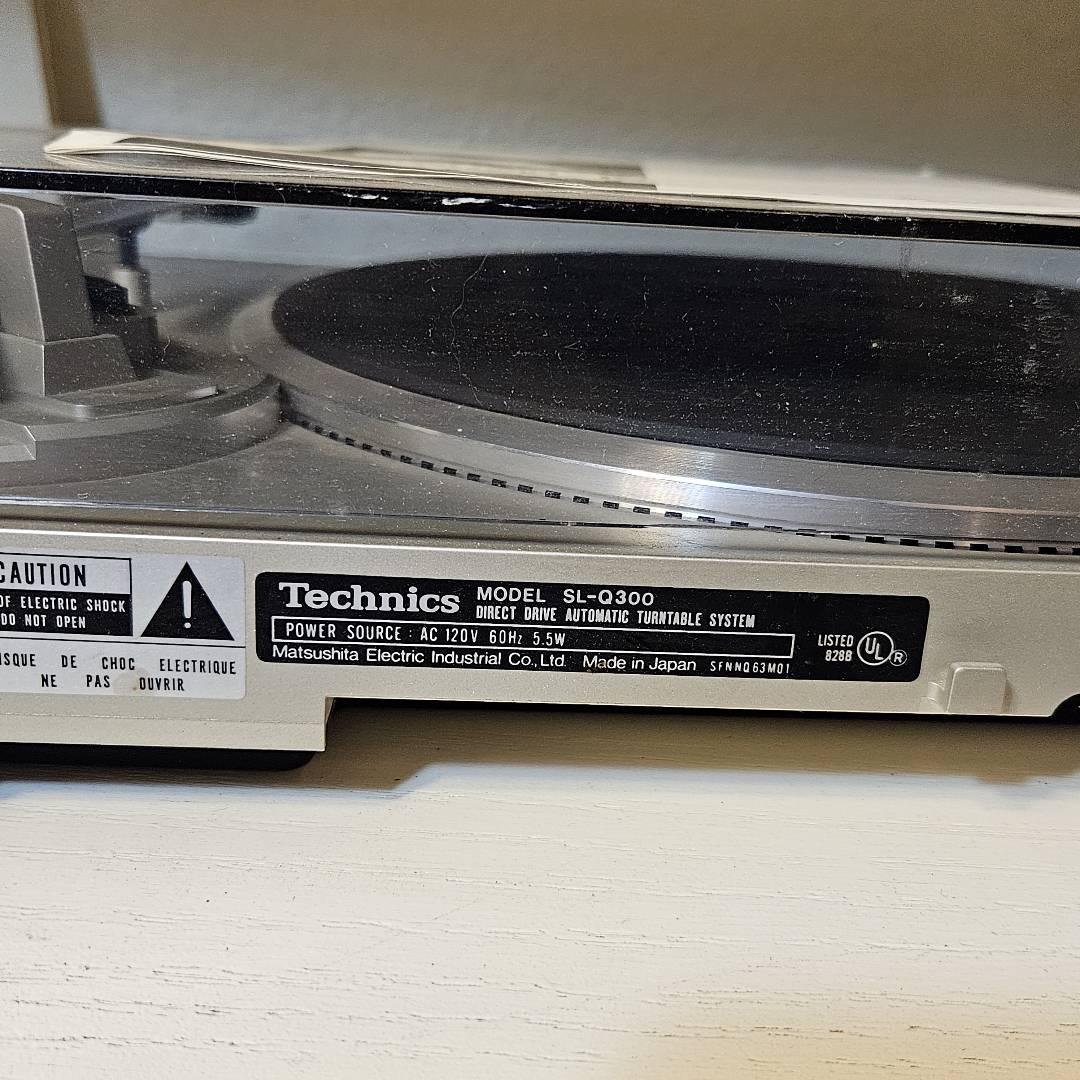 CAUTION
OF ELECTRIC SHOCK
DO NOT OPEN
ISQUE DE CHOC ELECTRIQUE
NE PAS OUVRIR
Technics MODEL SL-Q300
DIRECT DRIVE AUTOMATIC TURNTABLE SYSTEM
POWER SOURCE : AC 120V 60Hz 5.5W
Matsushita Electric Industrial Co., Ltd. Made in Japan SFNNQ63M01
LISTED
828B
UL R